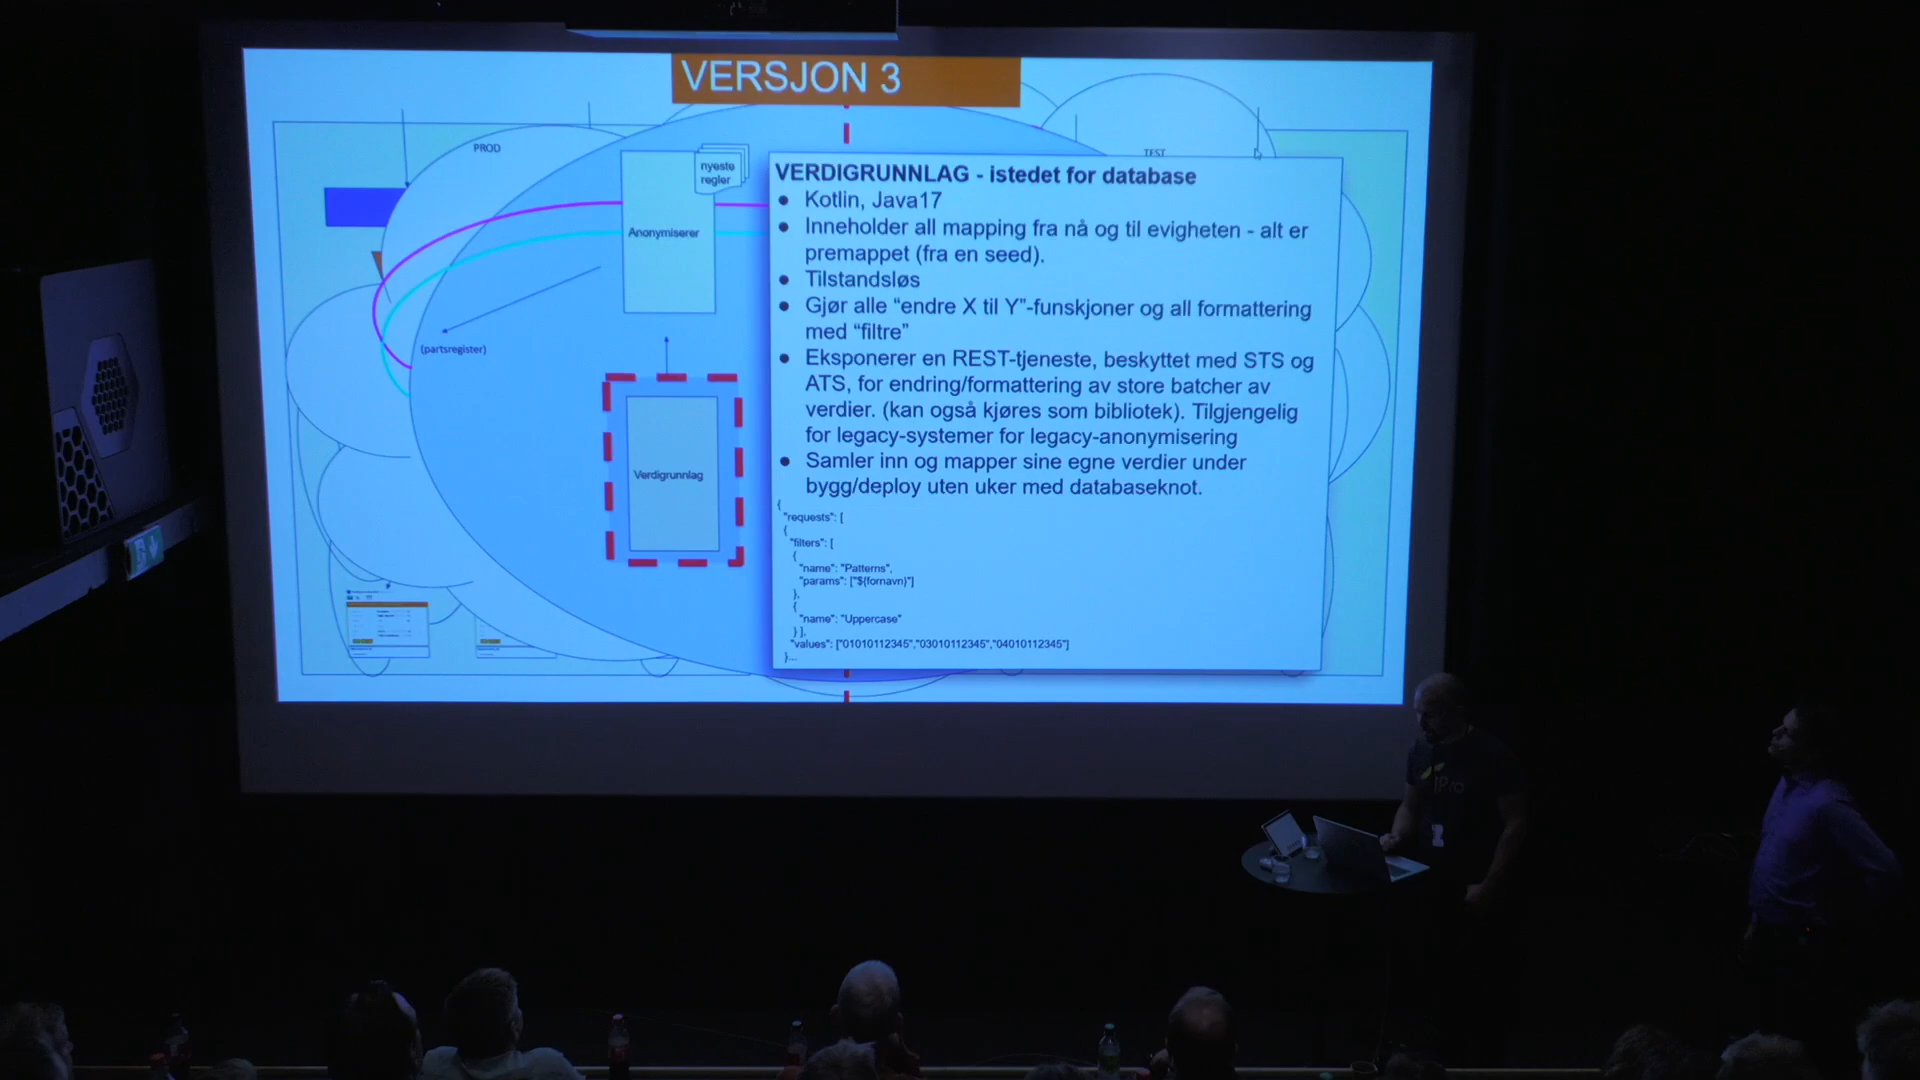 VERSJON 3
PROD
TEST
nyeste
regler
Anonymiserer
(partsregister)
Verdigrunnlag
VERDIGRUNNLAG - istedet for database
● Kotlin, Java17
● Inneholder all mapping fra nå og til evigheten - alt er
premappet (fra en seed).
● Tilstandsløs
● Gjør alle “endre X til Y”-funskjoner og all formattering
med “filtre”
● Eksponerer en REST-tjeneste, beskyttet med STS og
ATS, for endring/formattering av store batcher av
verdier. (kan også kjøres som bibliotek). Tilgjengelig
for legacy-systemer for legacy-anonymisering
● Samler inn og mapper sine egne verdier under
bygg/deploy uten uker med databaseknot.
{
"requests": [
{
"filters": [
{
"name": "Patterns",
"params": ["${fornavn}"]
},
{
"name": "Uppercase"
} ],
"values": ["01010112345","03010112345","04010112345"]
}...